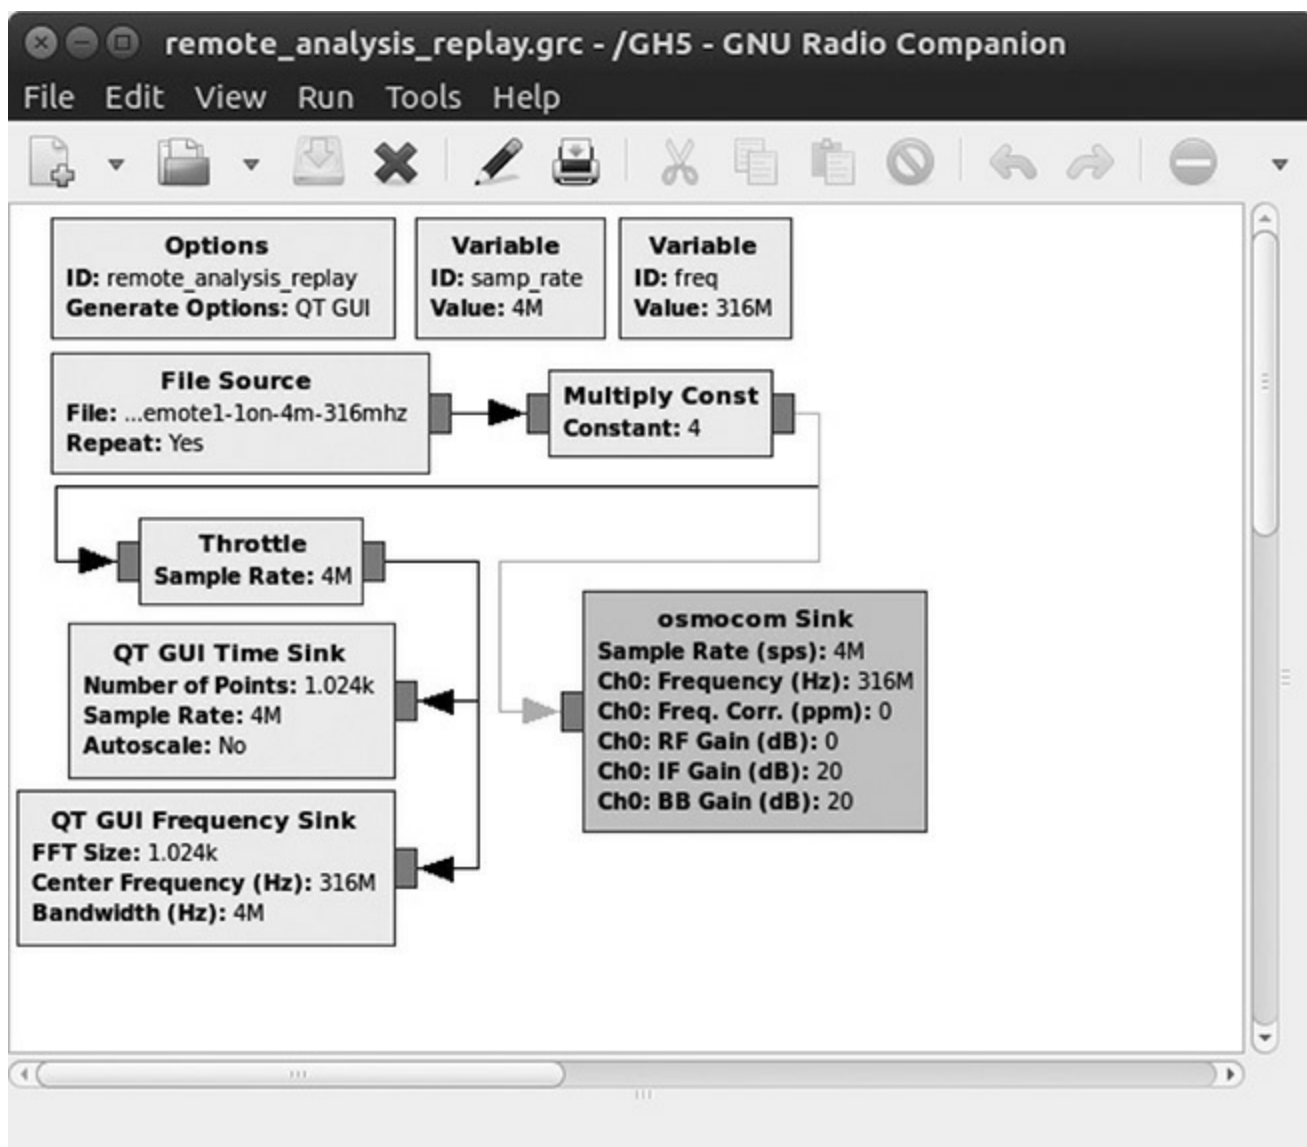 remote_analysis_replay.grc - /GH5 - GNU Radio Companion
File Edit View Run Tools Help
Options
ID: remote_analysis_replay
Generate Options: QT GUI
Variable
ID: samp_rate
Value: 4M
Variable
ID: freq
Value: 316M
File Source
File: ...emote1-1on-4m-316mhz
Repeat: Yes
Multiply Const
Constant: 4
Throttle
Sample Rate: 4M
QT GUI Time Sink
Number of Points: 1.024k
Sample Rate: 4M
Autoscale: No
osmocom Sink
Sample Rate (sps): 4M
Ch0: Frequency (Hz): 316M
Ch0: Freq. Corr. (ppm): 0
Ch0: RF Gain (dB): 0
Ch0: IF Gain (dB): 20
Ch0: BB Gain (dB): 20
QT GUI Frequency Sink
FFT Size: 1.024k
Center Frequency (Hz): 316M
Bandwidth (Hz): 4M